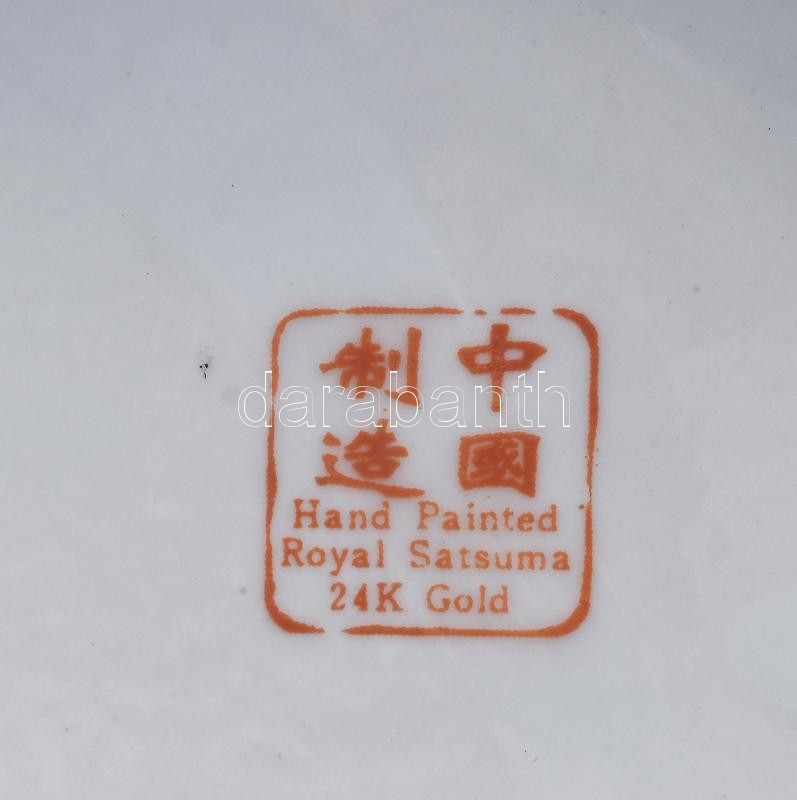 中國
制造
Hand Painted
Royal Satsuma
24K Gold
darabanth